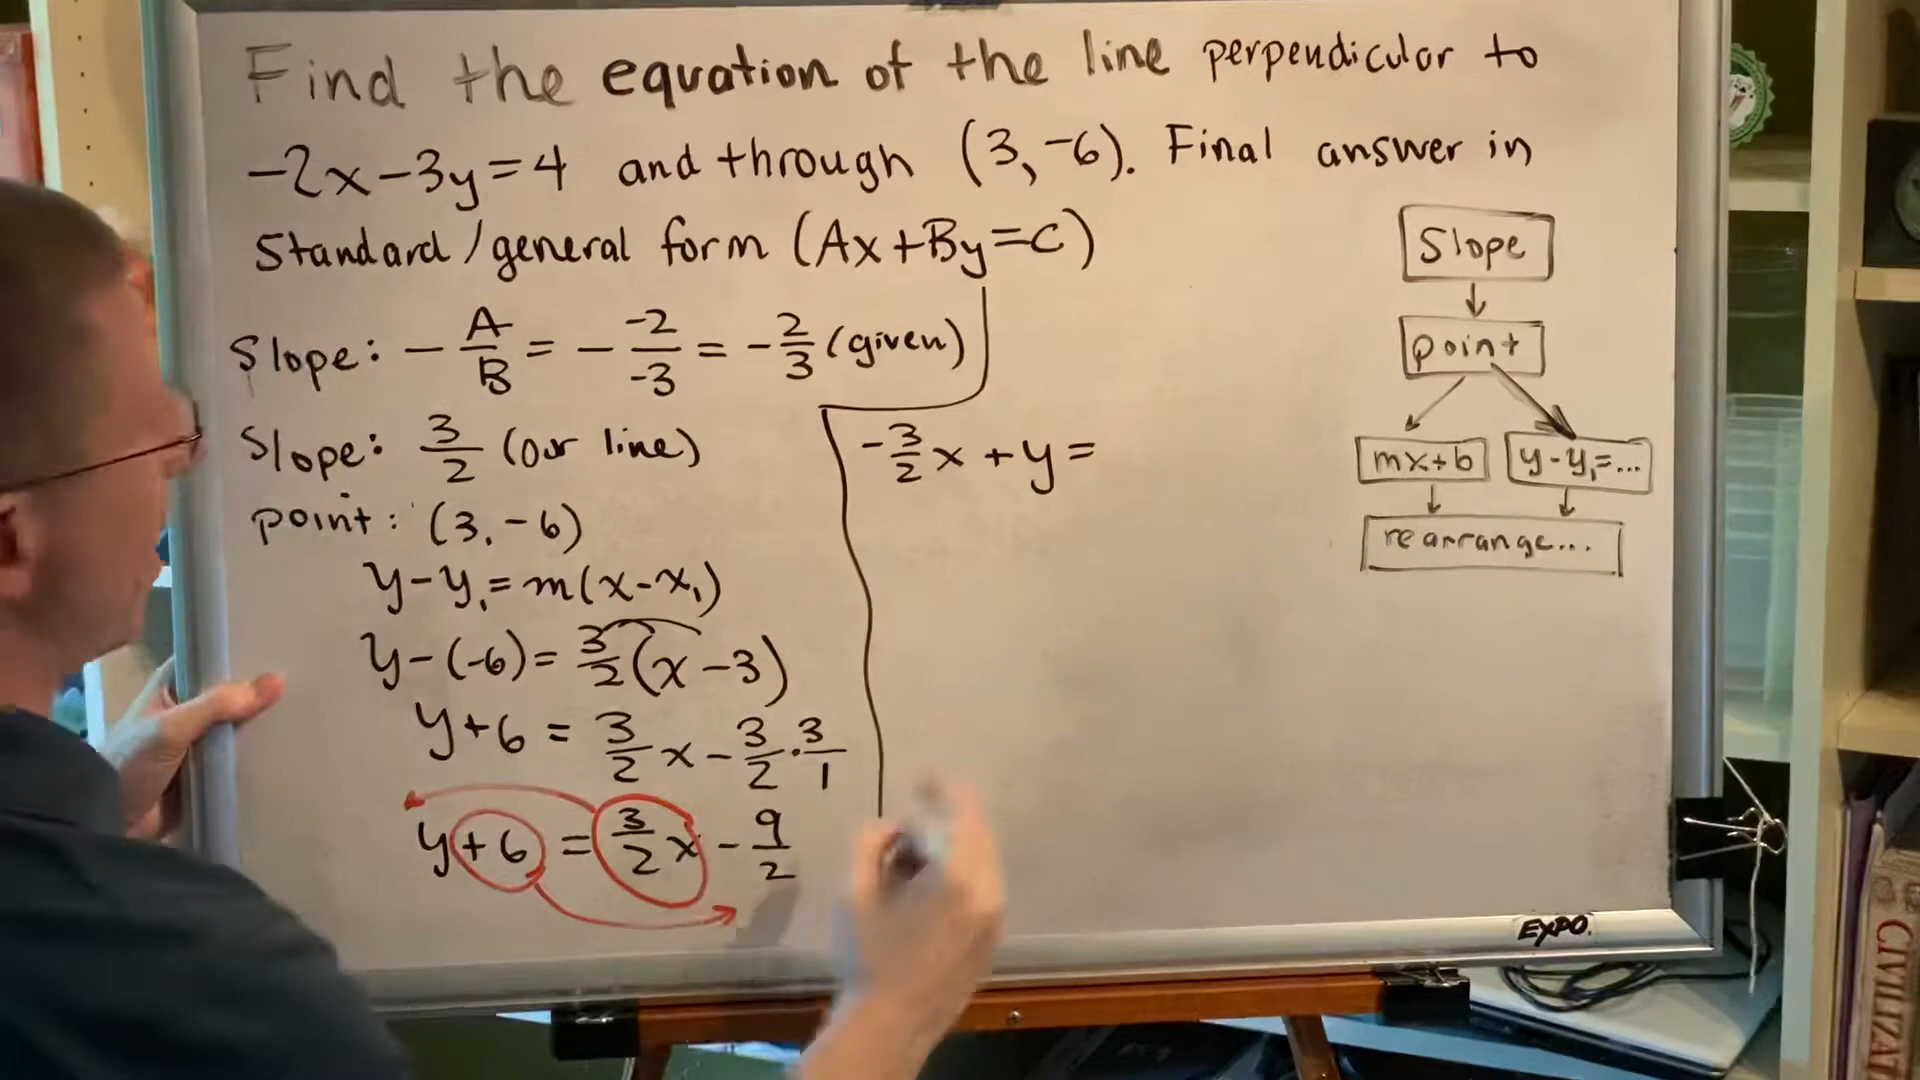 Find the equation of the line perpendicular to
-2x-3y=4 and through (3,-6). Final answer in
Standard/general form (Ax+By=C)
Slope: -A/B = - -2/-3 = -2/3 (given)
Slope: 3/2 (our line)
point: (3,-6)
y-y₁=m(x-x₁)
y-(-6)=3/2(x-3)
y+6=3/2x-3/2·3/1
y+6=3/2x-9/2
-3/2x+y=
Slope
point
mx+b
y-y₁=...
rearrange...
EXPO
CIVILIZAT